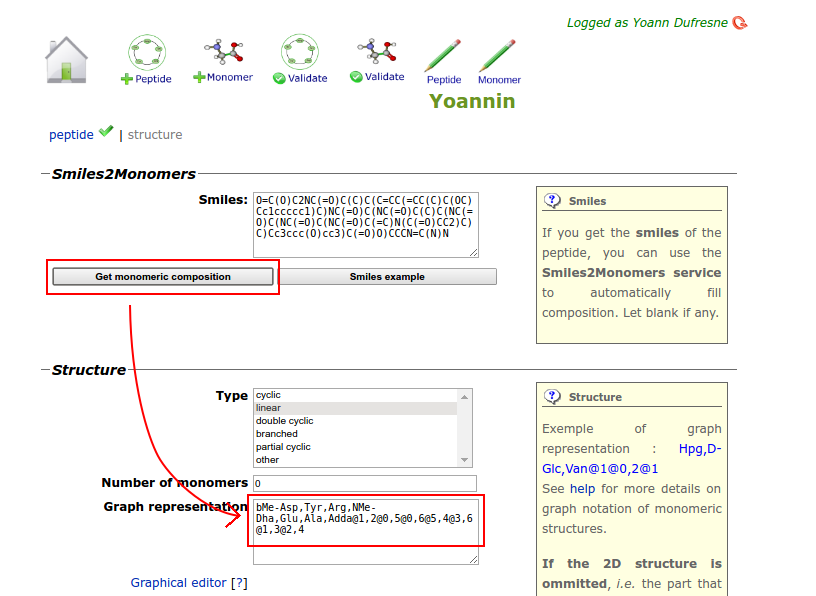 Logged as Yoann Dufresne
Peptide
Monomer
Validate
Validate
Peptide
Monomer
Yoannin
peptide | structure
Smiles2Monomers
Smiles:
O=C(O)C2NC(=O)C(C)C(C=CC(=CC(C)C(OC)
Cc1ccccc1)C)NC(=O)C(NC(=O)C(C)C(NC(=
O)C(NC(=O)C(NC(=O)C(=C)N(C(=O)CC2)C)
C)Cc3ccc(O)cc3)C(=O)O)CCCN=C(N)N
Get monomeric composition
Smiles example
Smiles
If you get the smiles of the
peptide, you can use the
Smiles2Monomers service
to automatically fill
composition. Let blank if any.
Structure
Type
cyclic
linear
double cyclic
branched
partial cyclic
other
Number of monomers
0
Graph representation
bMe-Asp,Tyr,Arg,NMe-
Dha,Glu,Ala,Adda@1,2@0,5@0,6@5,4@3,6
@1,3@2,4
Graphical editor [?]
Structure
Exemple of graph
representation : Hpg,D-
Glc,Van@1@0,2@1
See help for more details on
graph notation of monomeric
structures.
If the 2D structure is
ommitted, i.e. the part that